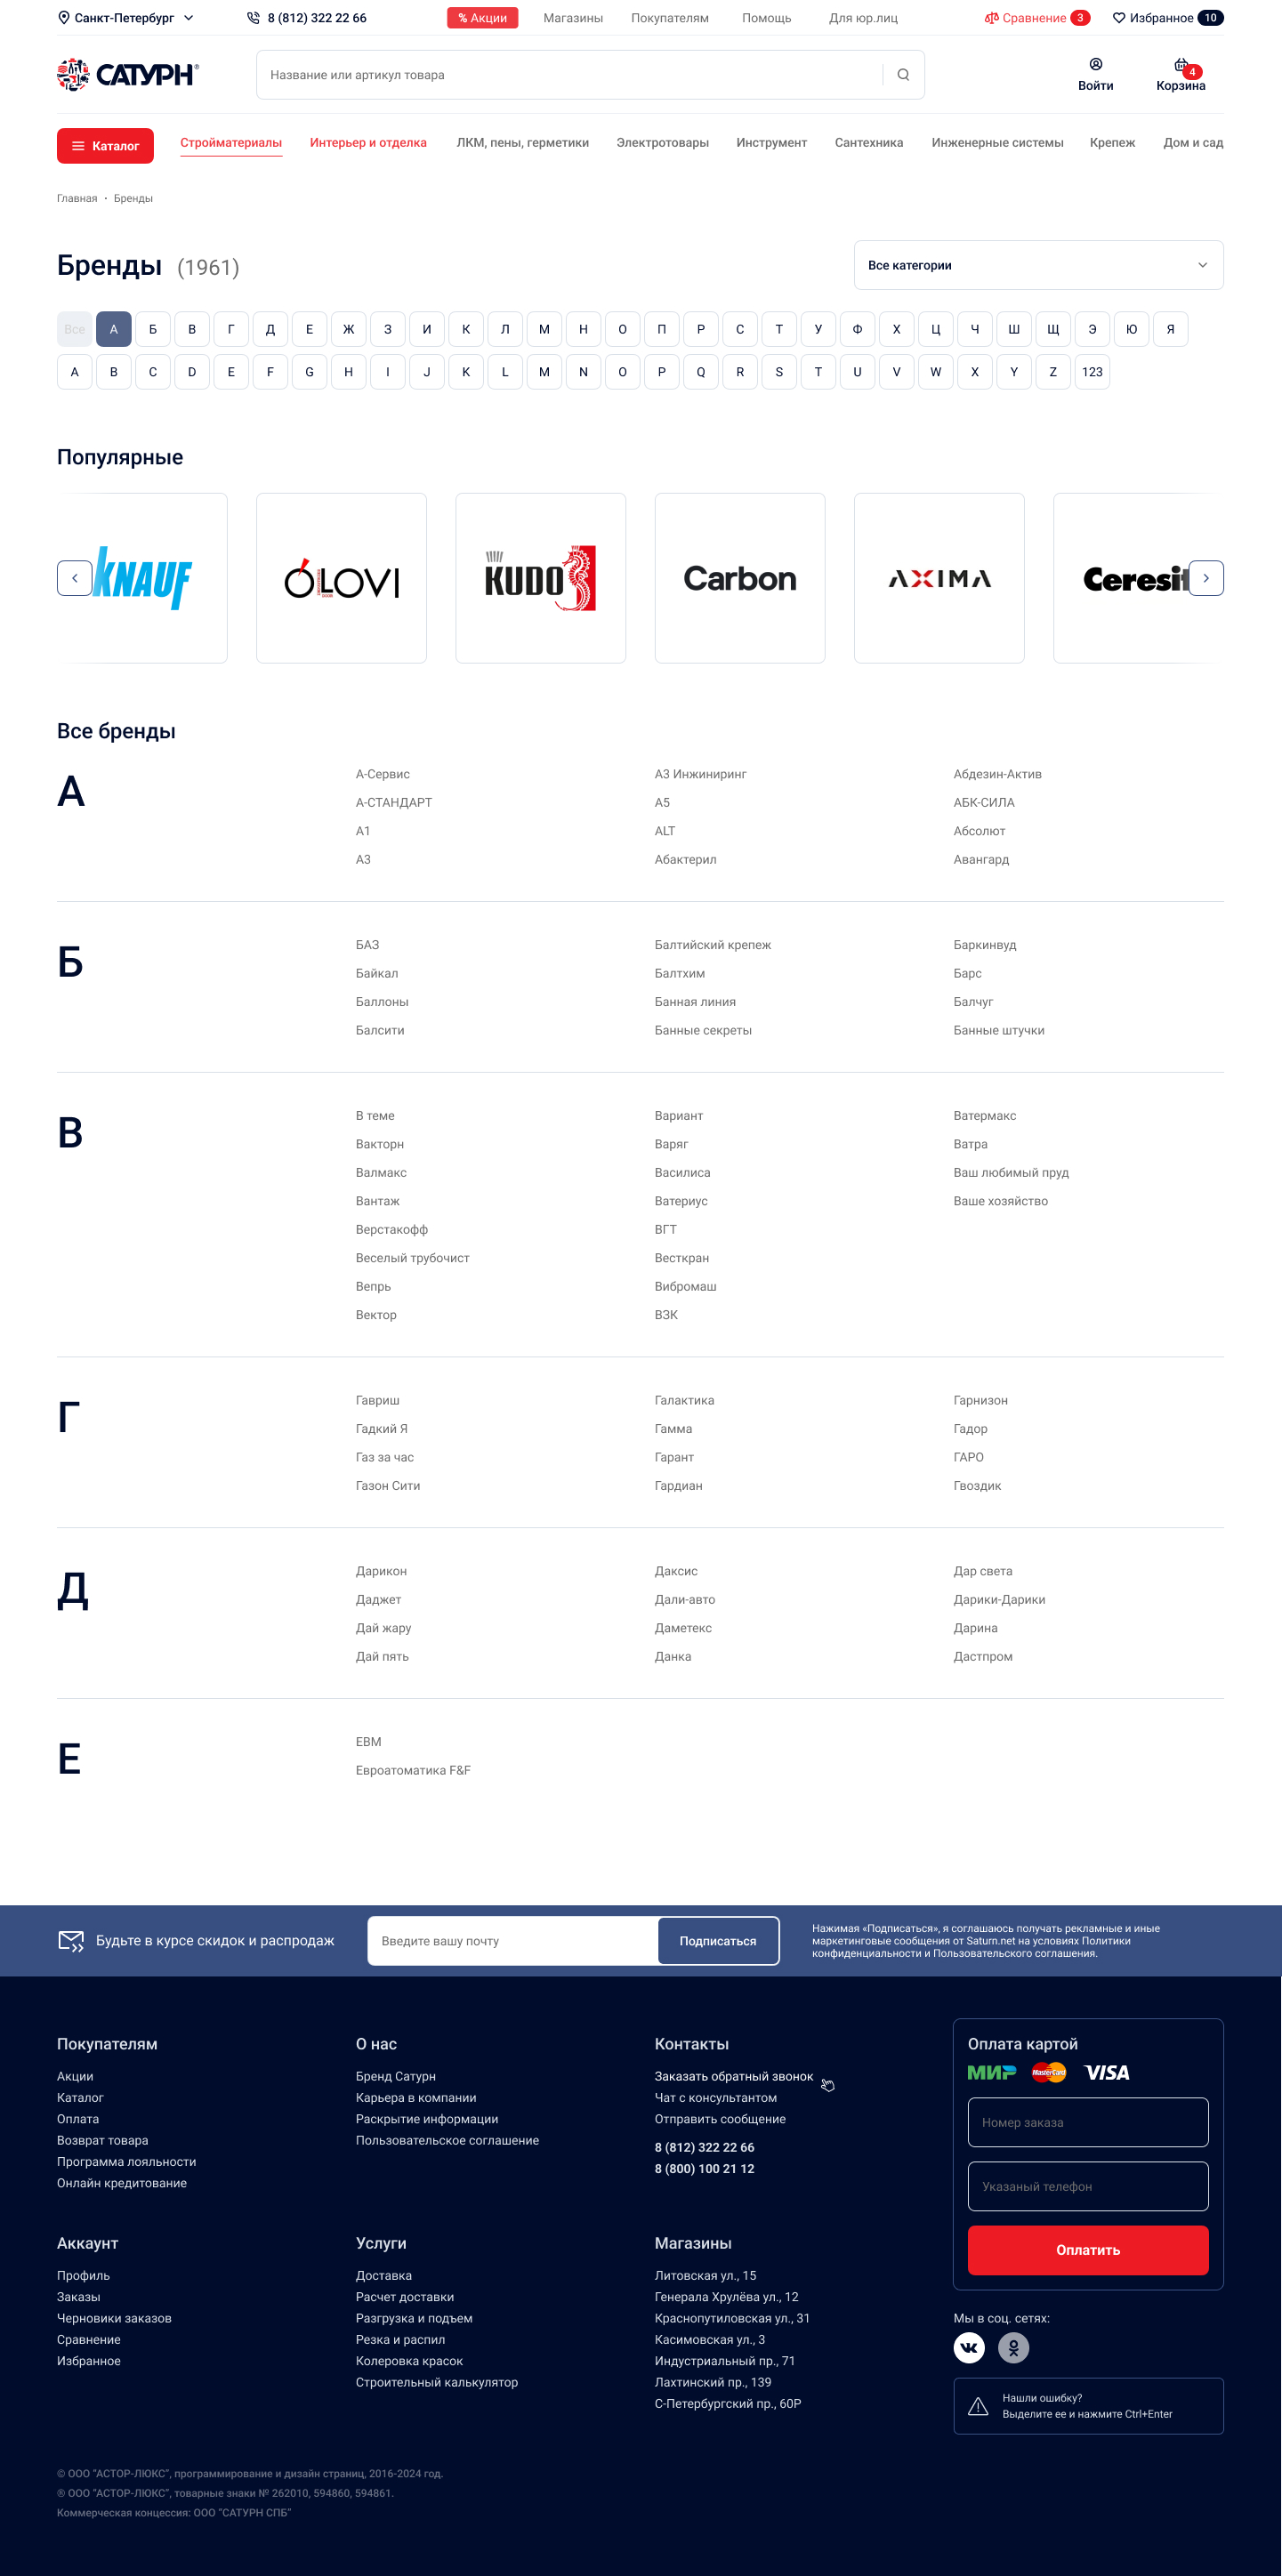 Санкт-Петербург 8 (812) 322 22 66 % Акции Магазины Покупателям Помощь Для юр.лиц Сравнение 3 Избранное 10
САТУРН® Название или артикул товара Войти 4 Корзина
Каталог Стройматериалы Интерьер и отделка ЛКМ, пены, герметики Электротовары Инструмент Сантехника Инженерные системы Крепеж Дом и сад
Главная • Бренды
Бренды (1961) Все категории
Все А Б В Г Д Е Ж З И К Л М Н О П Р С Т У Ф Х Ц Ч Ш Щ Э Ю Я
A B C D E F G H I J K L M N O P Q R S T U V W X Y Z 123
Популярные
KNAUF OLOVI KUDO Carbon AXIMA Ceresit
Все бренды
А
А-Сервис А3 Инжиниринг Абдезин-Актив
А-СТАНДАРТ А5 АБК-СИЛА
А1 ALT Абсолют
А3 Абактерил Авангард
Б
БАЗ Балтийский крепеж Баркинвуд
Байкал Балтхим Барс
Баллоны Банная линия Балчуг
Балсити Банные секреты Банные штучки
В
В теме Вариант Ватермакс
Вакторн Варяг Ватра
Валмакс Василиса Ваш любимый пруд
Вантаж Ватериус Ваше хозяйство
Верстакофф ВГТ
Веселый трубочист Весткран
Вепрь Вибромаш
Вектор ВЗК
Г
Гавриш Галактика Гарнизон
Гадкий Я Гамма Гадор
Газ за час Гарант ГАРО
Газон Сити Гардиан Гвоздик
Д
Дарикон Даксис Дар света
Даджет Дали-авто Дарики-Дарики
Дай жару Даметекс Дарина
Дай пять Данка Дастпром
Е
ЕВМ
Евроатоматика F&F
Будьте в курсе скидок и распродаж Введите вашу почту Подписаться
Нажимая «Подписаться», я соглашаюсь получать рекламные и иные
маркетинговые сообщения от Saturn.net на условиях Политики
конфиденциальности и Пользовательского соглашения.
Покупателям
Акции
Каталог
Оплата
Возврат товара
Программа лояльности
Онлайн кредитование
О нас
Бренд Сатурн
Карьера в компании
Раскрытие информации
Пользовательское соглашение
Контакты
Заказать обратный звонок
Чат с консультантом
Отправить сообщение
8 (812) 322 22 66
8 (800) 100 21 12
Оплата картой
МИР MasterCard VISA
Номер заказа
Указаный телефон
Оплатить
Аккаунт
Профиль
Заказы
Черновики заказов
Сравнение
Избранное
Услуги
Доставка
Расчет доставки
Разгрузка и подъем
Резка и распил
Колеровка красок
Строительный калькулятор
Магазины
Литовская ул., 15
Генерала Хрулёва ул., 12
Краснопутиловская ул., 31
Касимовская ул., 3
Индустриальный пр., 71
Лахтинский пр., 139
С-Петербургский пр., 60Р
Мы в соц. сетях:
Нашли ошибку?
Выделите ее и нажмите Ctrl+Enter
© ООО “АСТОР-ЛЮКС”, программирование и дизайн страниц, 2016-2024 год.
® ООО “АСТОР-ЛЮКС”, товарные знаки № 262010, 594860, 594861.
Коммерческая концессия: ООО “САТУРН СПБ”